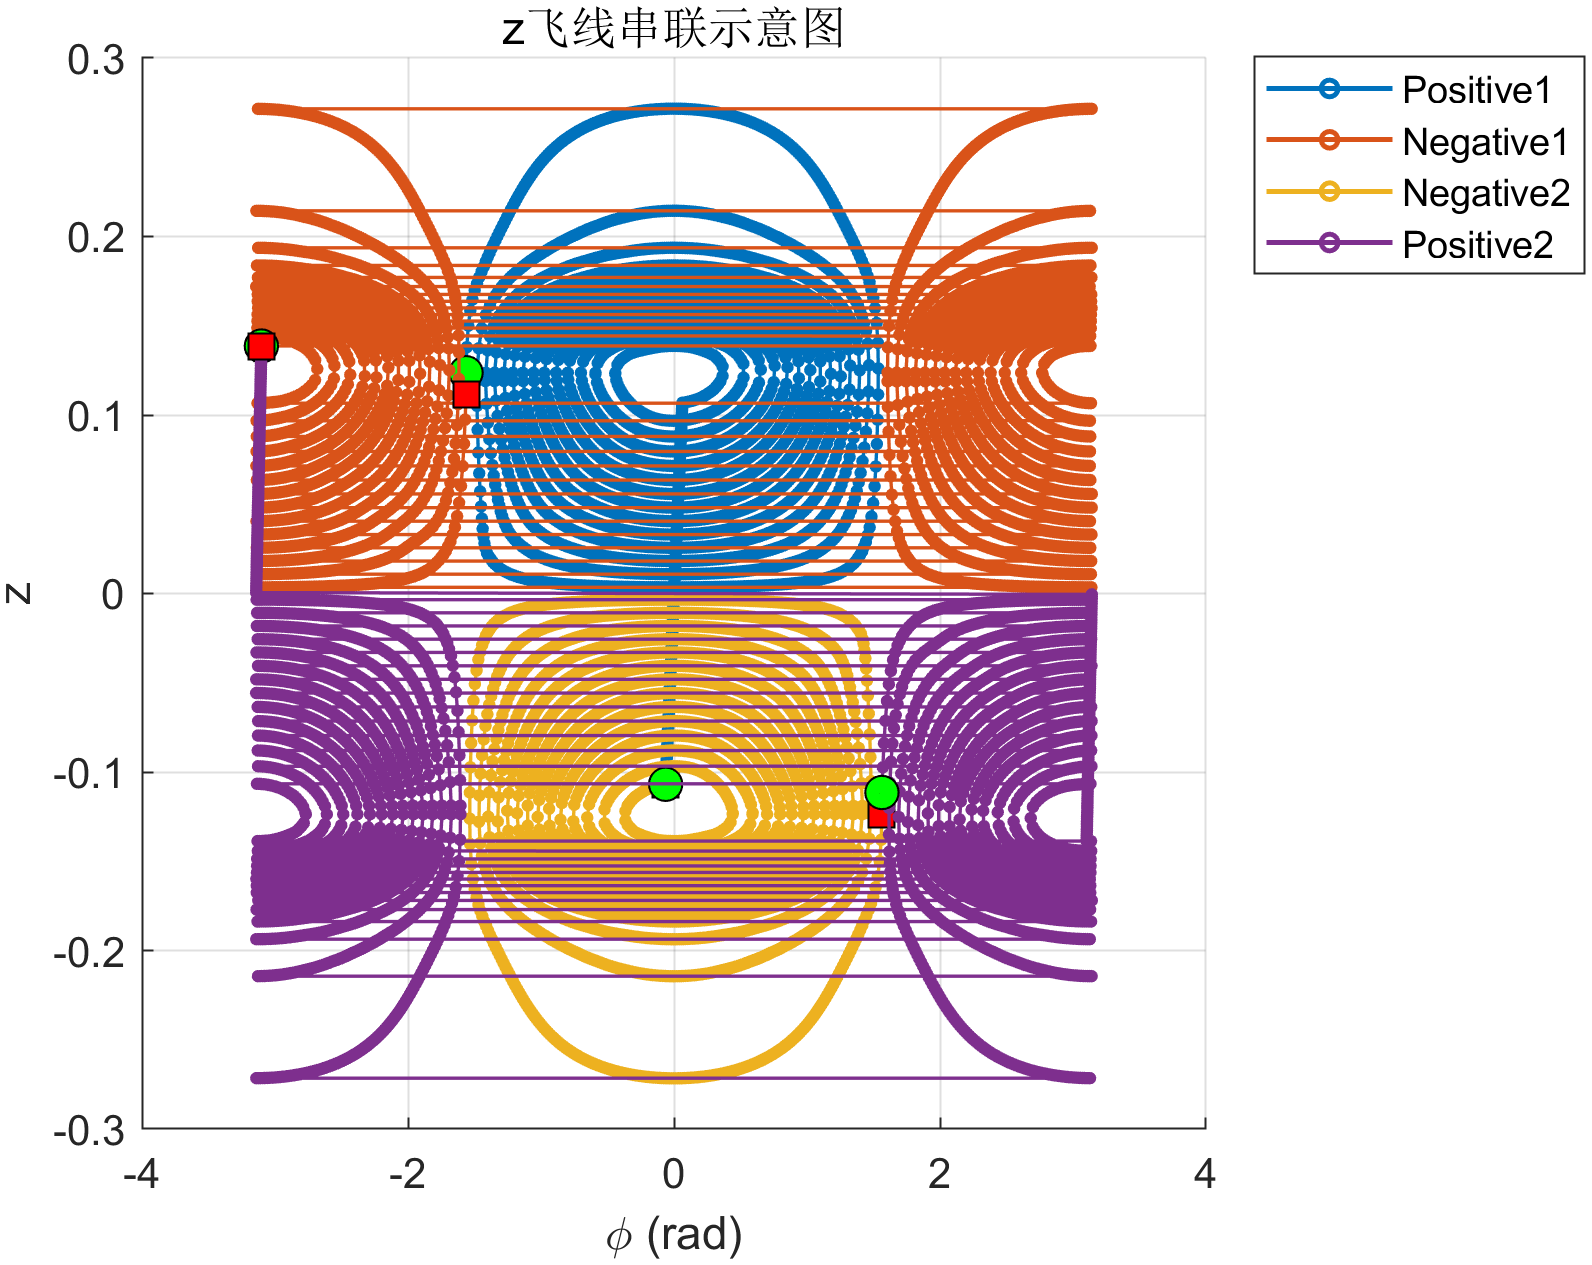 z飞线串联示意图
0.3
0.2
0.1
0
-0.1
-0.2
-0.3
z
-4
-2
0
2
4
ϕ (rad)
Positive1
Negative1
Negative2
Positive2